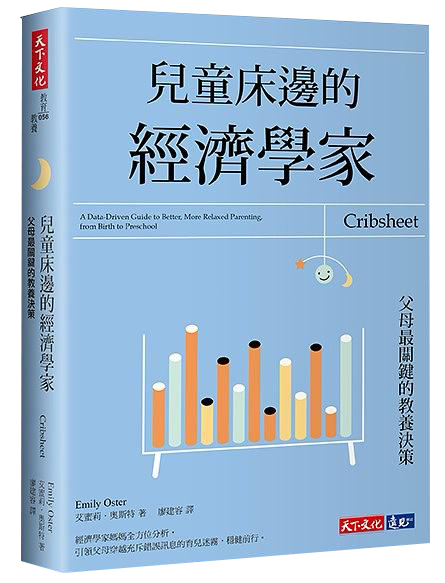 天下文化
教育
教養
056
兒童床邊的經濟學家
父母最關鍵的教養決策
Cribsheet
Emily Oster
艾蜜莉・奧斯特 著
廖建容 譯
兒童床邊的
經濟學家
A Data-Driven Guide to Better, More Relaxed Parenting,
from Birth to Preschool
Cribsheet
父母最關鍵的教養決策
Emily Oster
艾蜜莉・奧斯特 著 廖建容 譯
經濟學家媽媽全方位分析，
引領父母穿越充斥錯誤訊息的育兒迷霧，穩健前行。
天下文化 遠見